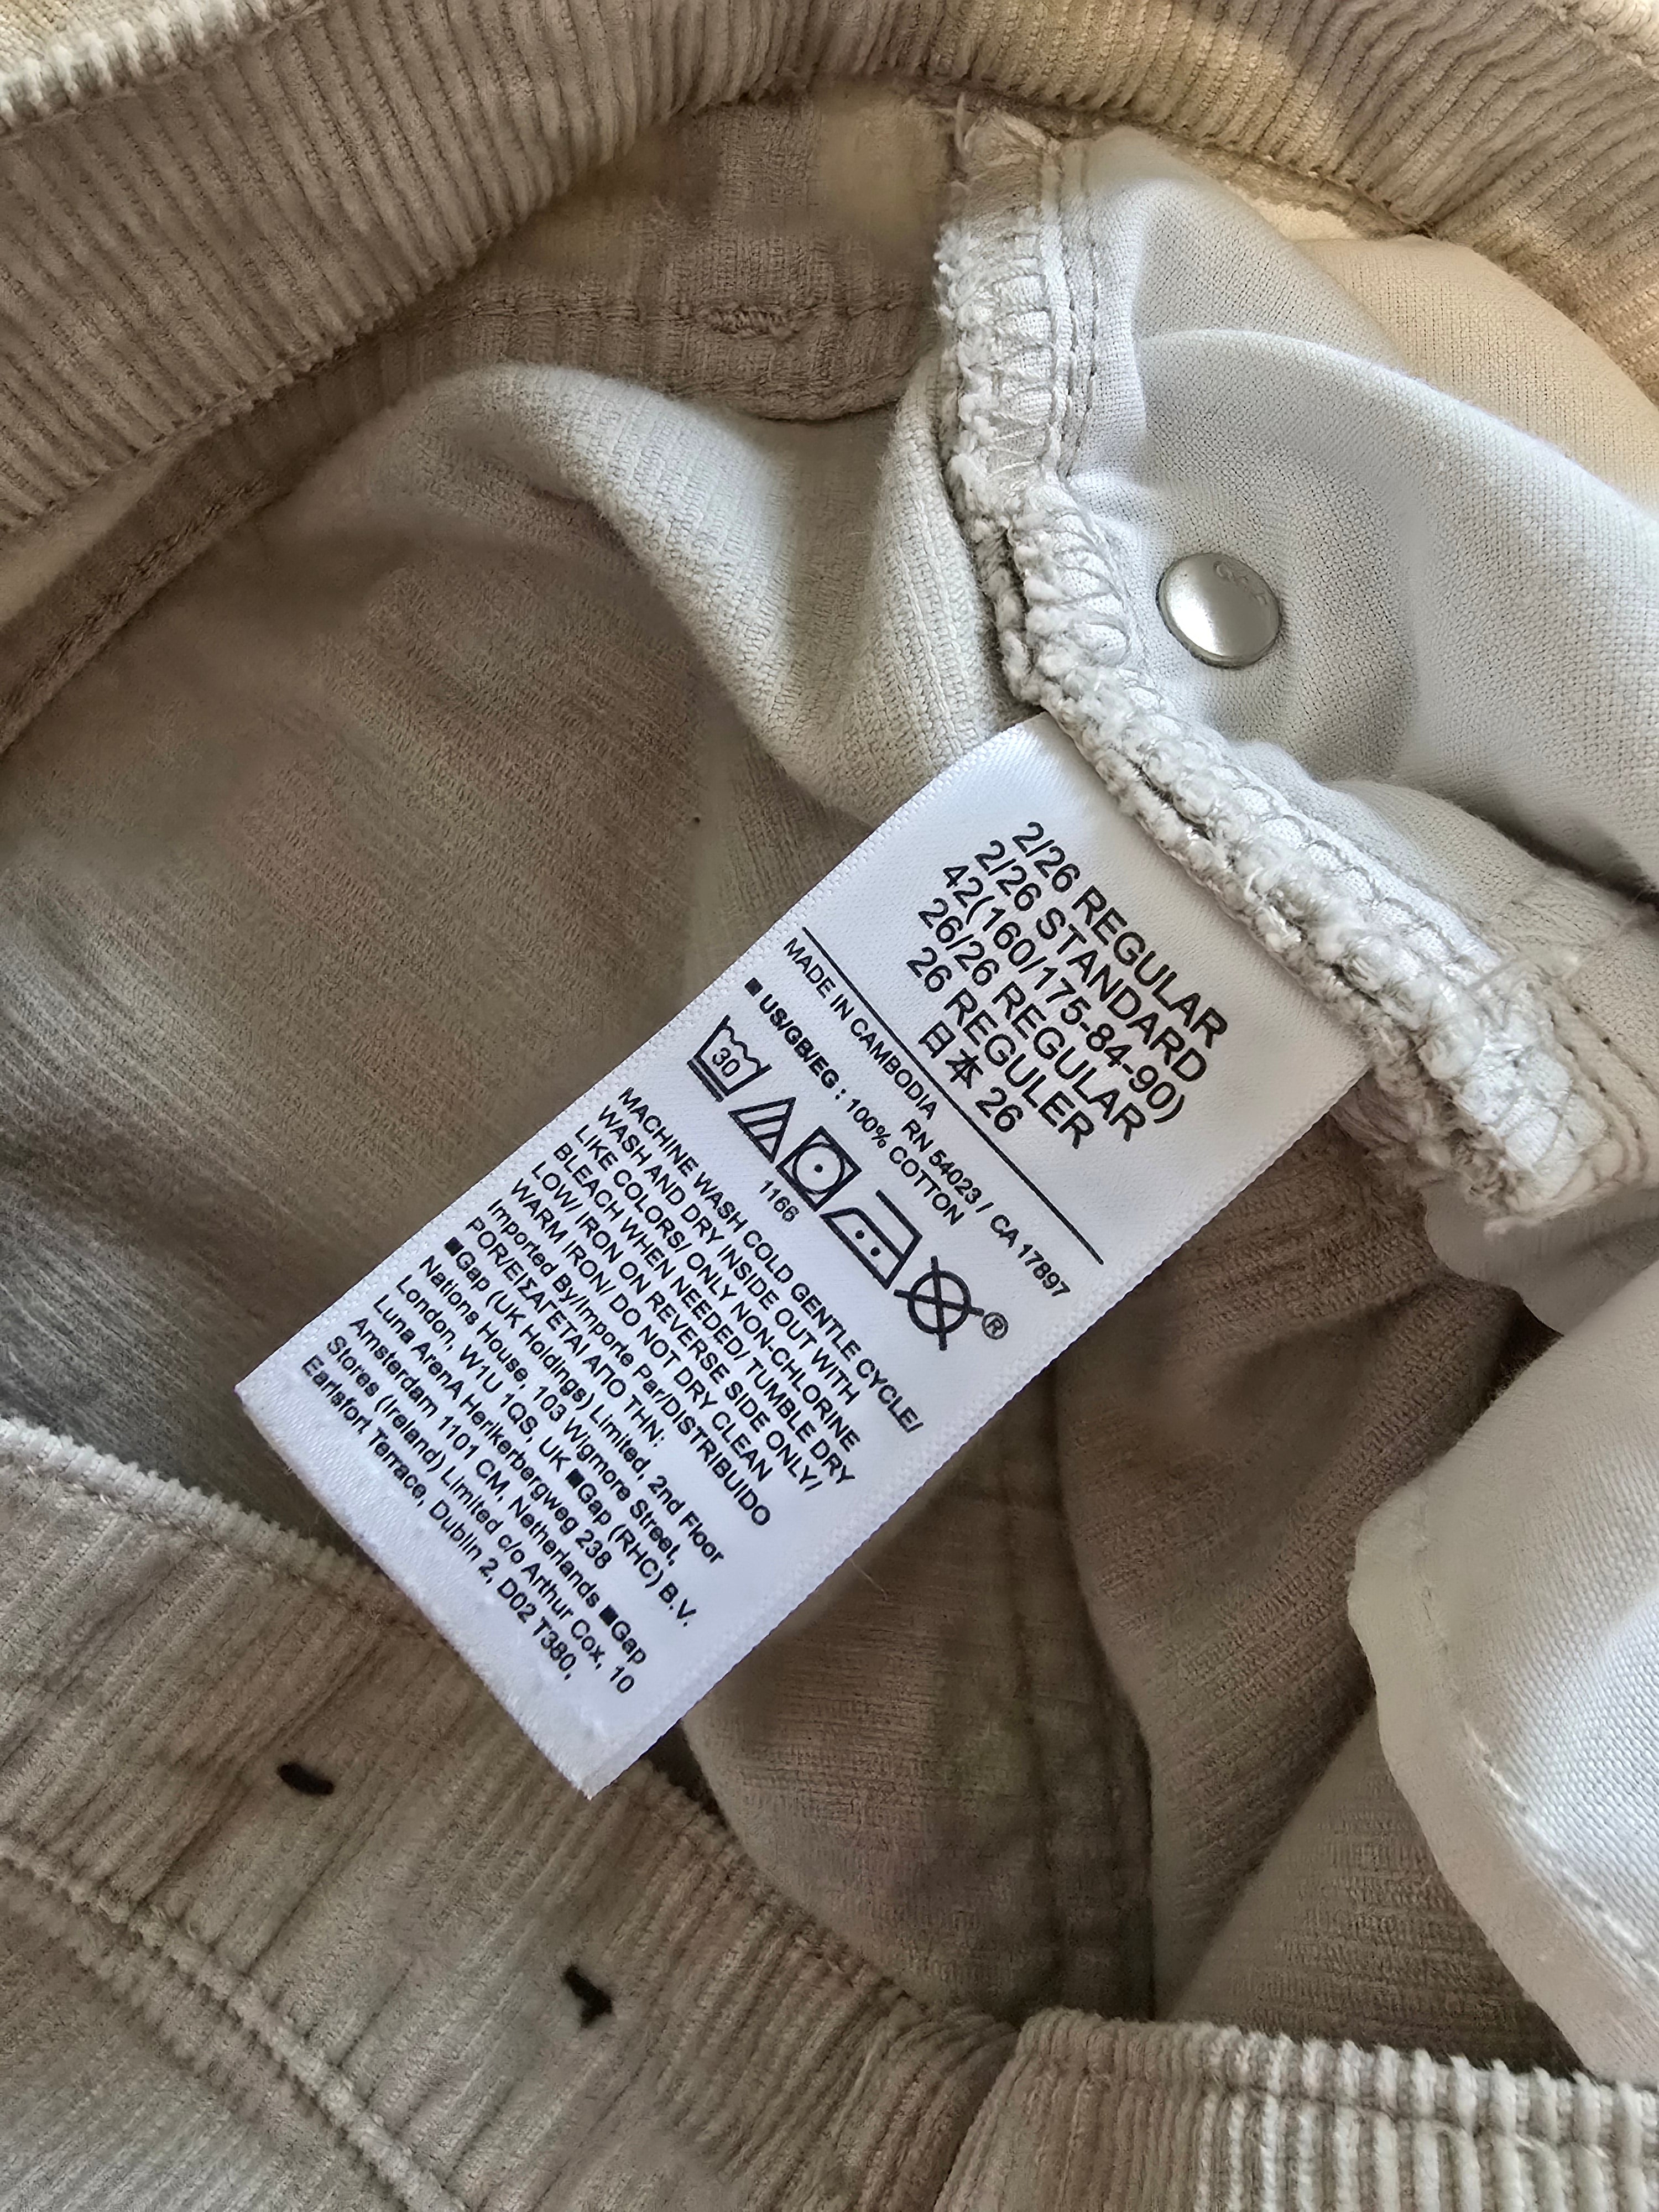 2/26 REGULAR
2/26 STANDARD
42(160/175-84-90)
26/26 REGULAR
26 REGULER
日本 26
MADE IN CAMBODIA RN 54023 / CA 17897
■ US/GB/EG : 100% COTTON
30
1166
®
MACHINE WASH COLD GENTLE CYCLE/
WASH AND DRY INSIDE OUT WITH
LIKE COLORS/ ONLY NON-CHLORINE
BLEACH WHEN NEEDED/ TUMBLE DRY
LOW/ IRON ON REVERSE SIDE ONLY/
WARM IRON/ DO NOT DRY CLEAN
Imported By/Importe Par/DISTRIBUIDO
POR/ΕΙΣΑΓΕΤΑΙ ΑΠΟ ΤΗΝ:
■Gap (UK Holdings) Limited, 2nd Floor
Nations House, 103 Wigmore Street,
London, W1U 1QS, UK ■Gap (RHC) B.V.
Luna ArenA Herikerbergweg 238
Amsterdam 1101 CM, Netherlands ■Gap
Stores (Ireland) Limited c/o Arthur Cox, 10
Earlsfort Terrace, Dublin 2, D02 T380,